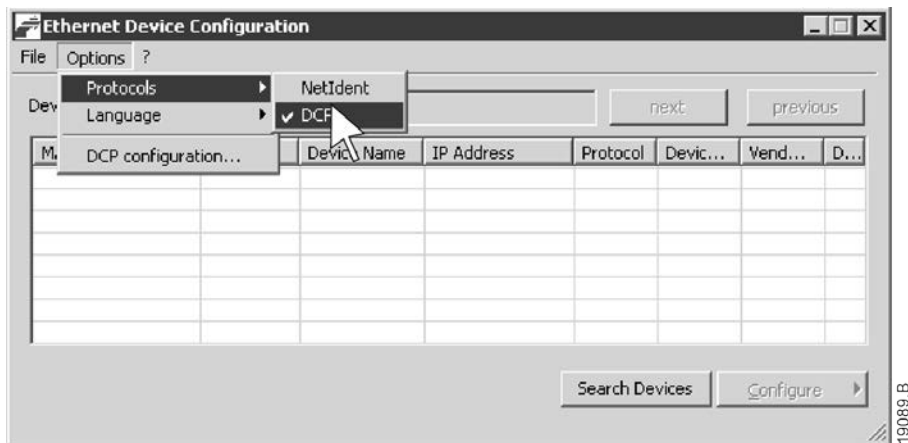 Ethernet Device Configuration
File Options ?
Protocols
NetIdent
Language
DCP
DCP configuration...
next
previous
Device Name
IP Address
Protocol
Devic...
Vend...
D...
Search Devices
Configure
19089 B